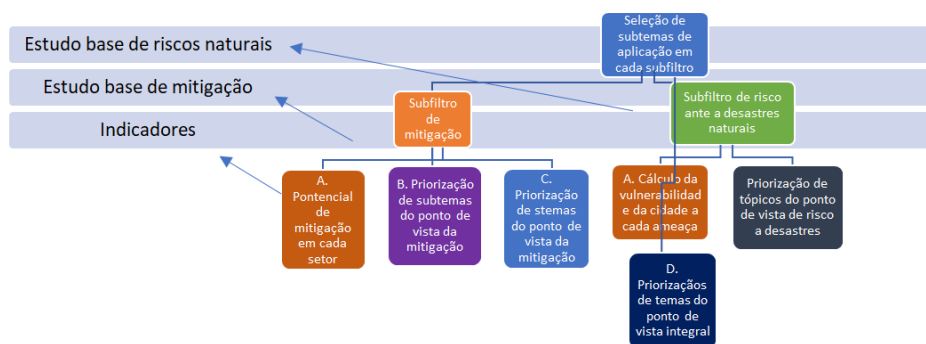 Seleção de
subtemas de
aplicação em
cada subfiltro
Estudo base de riscos naturais
Estudo base de mitigação
Indicadores
Subfiltro
de
mitigação
Subfiltro de risco
ante a desastres
naturais
A.
Pontencial
de
mitigação
em cada
setor
B. Priorização
de subtemas
do ponto de
vista da
mitigação
C.
Priorização
de stemas
do ponto de
vista da
mitigação
A. Cálculo da
vulnerabilidad
e da cidade a
cada ameaça
Priorização de
tópicos do ponto
de vista de risco
a desastres
D.
Priorizaçãos
de temas do
ponto de
vista integral